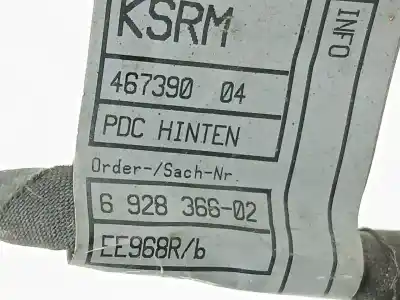 KSRM
467390 04
PDC HINTEN
Order-/Sach-Nr.
6 928 366-02
EE968R/b
INFO